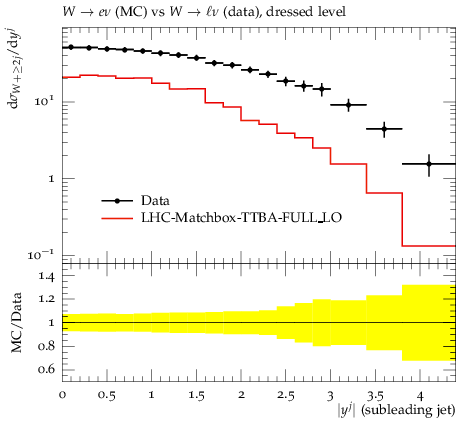 W → eν (MC) vs W → ℓν (data), dressed level
dσ_{W+≥2j}/dy^j
10^1
1
10^{-1}
Data
LHC-Matchbox-TTBA-FULL_LO
MC/Data
1.4
1.2
1
0.8
0.6
0 0.5 1 1.5 2 2.5 3 3.5 4
|y^j| (subleading jet)